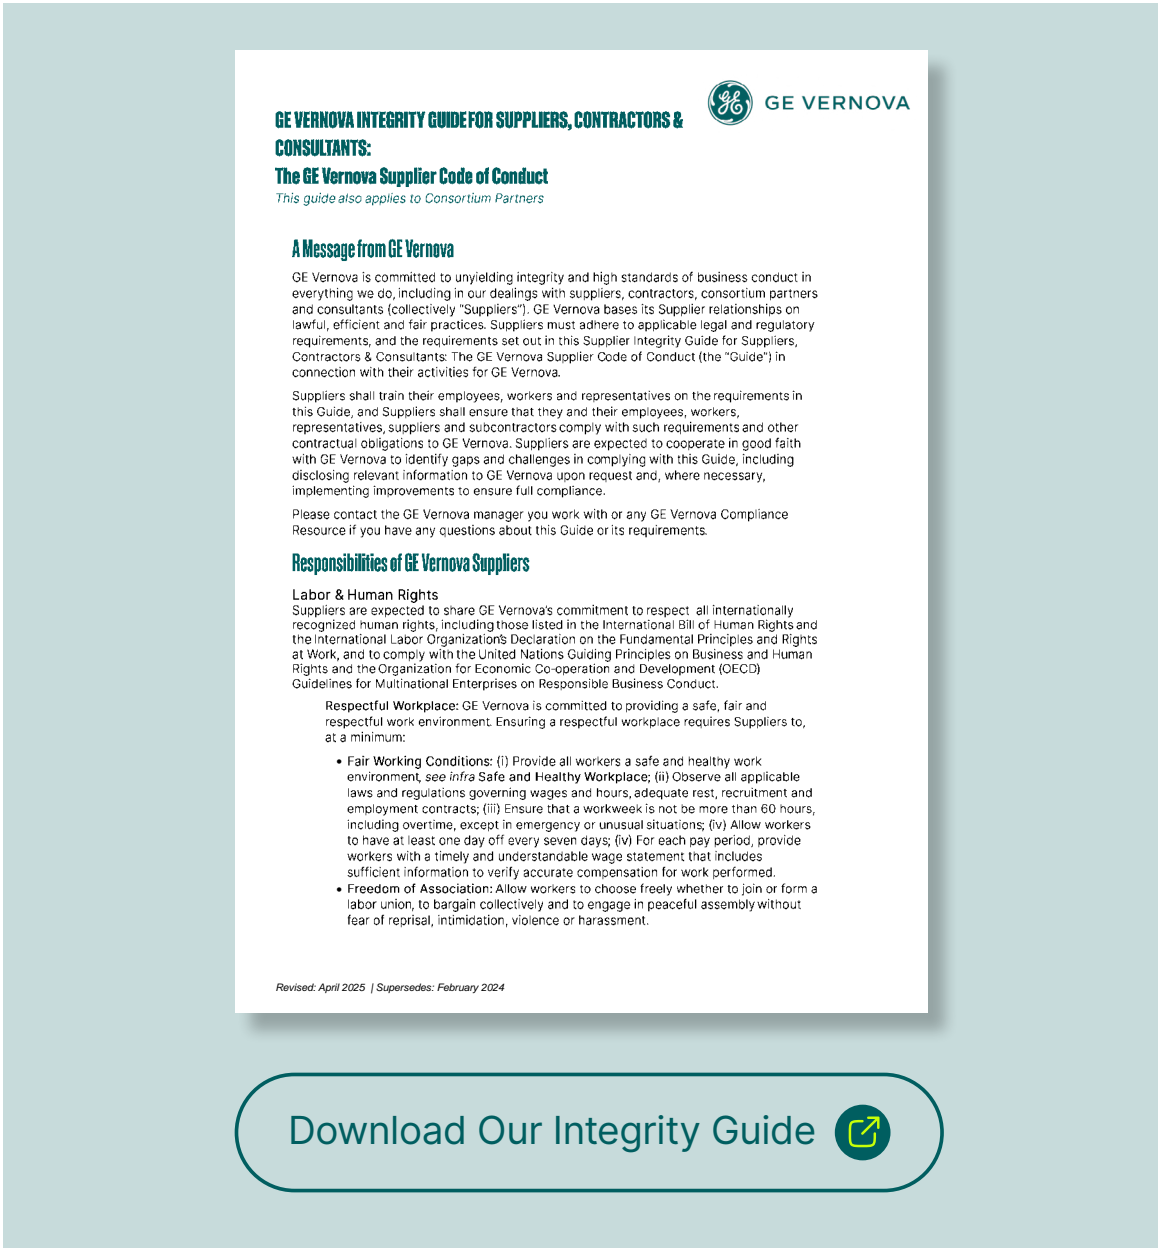 GE VERNOVA
GE VERNOVA INTEGRITY GUIDE FOR SUPPLIERS, CONTRACTORS &
CONSULTANTS:
The GE Vernova Supplier Code of Conduct
This guide also applies to Consortium Partners
A Message from GE Vernova
GE Vernova is committed to unyielding integrity and high standards of business conduct in
everything we do, including in our dealings with suppliers, contractors, consortium partners
and consultants (collectively “Suppliers”). GE Vernova bases its Supplier relationships on
lawful, efficient and fair practices. Suppliers must adhere to applicable legal and regulatory
requirements, and the requirements set out in this Supplier Integrity Guide for Suppliers,
Contractors & Consultants: The GE Vernova Supplier Code of Conduct (the “Guide”) in
connection with their activities for GE Vernova.
Suppliers shall train their employees, workers and representatives on the requirements in
this Guide, and Suppliers shall ensure that they and their employees, workers,
representatives, suppliers and subcontractors comply with such requirements and other
contractual obligations to GE Vernova. Suppliers are expected to cooperate in good faith
with GE Vernova to identify gaps and challenges in complying with this Guide, including
disclosing relevant information to GE Vernova upon request and, where necessary,
implementing improvements to ensure full compliance.
Please contact the GE Vernova manager you work with or any GE Vernova Compliance
Resource if you have any questions about this Guide or its requirements.
Responsibilities of GE Vernova Suppliers
Labor & Human Rights
Suppliers are expected to share GE Vernova’s commitment to respect all internationally
recognized human rights, including those listed in the International Bill of Human Rights and
the International Labor Organization’s Declaration on the Fundamental Principles and Rights
at Work, and to comply with the United Nations Guiding Principles on Business and Human
Rights and the Organization for Economic Co-operation and Development (OECD)
Guidelines for Multinational Enterprises on Responsible Business Conduct.
Respectful Workplace: GE Vernova is committed to providing a safe, fair and
respectful work environment. Ensuring a respectful workplace requires Suppliers to,
at a minimum:
• Fair Working Conditions: (i) Provide all workers a safe and healthy work
environment, see infra Safe and Healthy Workplace; (ii) Observe all applicable
laws and regulations governing wages and hours, adequate rest, recruitment and
employment contracts; (iii) Ensure that a workweek is not be more than 60 hours,
including overtime, except in emergency or unusual situations; (iv) Allow workers
to have at least one day off every seven days; (iv) For each pay period, provide
workers with a timely and understandable wage statement that includes
sufficient information to verify accurate compensation for work performed.
• Freedom of Association: Allow workers to choose freely whether to join or form a
labor union, to bargain collectively and to engage in peaceful assembly without
fear of reprisal, intimidation, violence or harassment.
Revised: April 2025 | Supersedes: February 2024
Download Our Integrity Guide